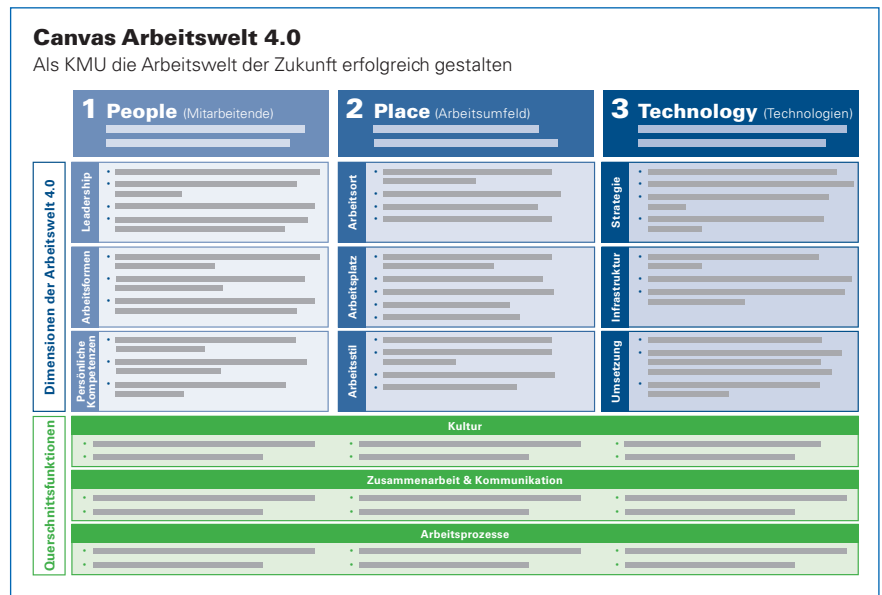 Canvas Arbeitswelt 4.0
Als KMU die Arbeitswelt der Zukunft erfolgreich gestalten
1 People (Mitarbeitende)
2 Place (Arbeitsumfeld)
3 Technology (Technologien)
Dimensionen der Arbeitswelt 4.0
Leadership
Arbeitsort
Strategie
Arbeitsformen
Arbeitsplatz
Infrastruktur
Persönliche
Kompetenzen
Arbeitsstil
Umsetzung
Querschnittsfunktionen
Kultur
Zusammenarbeit & Kommunikation
Arbeitsprozesse